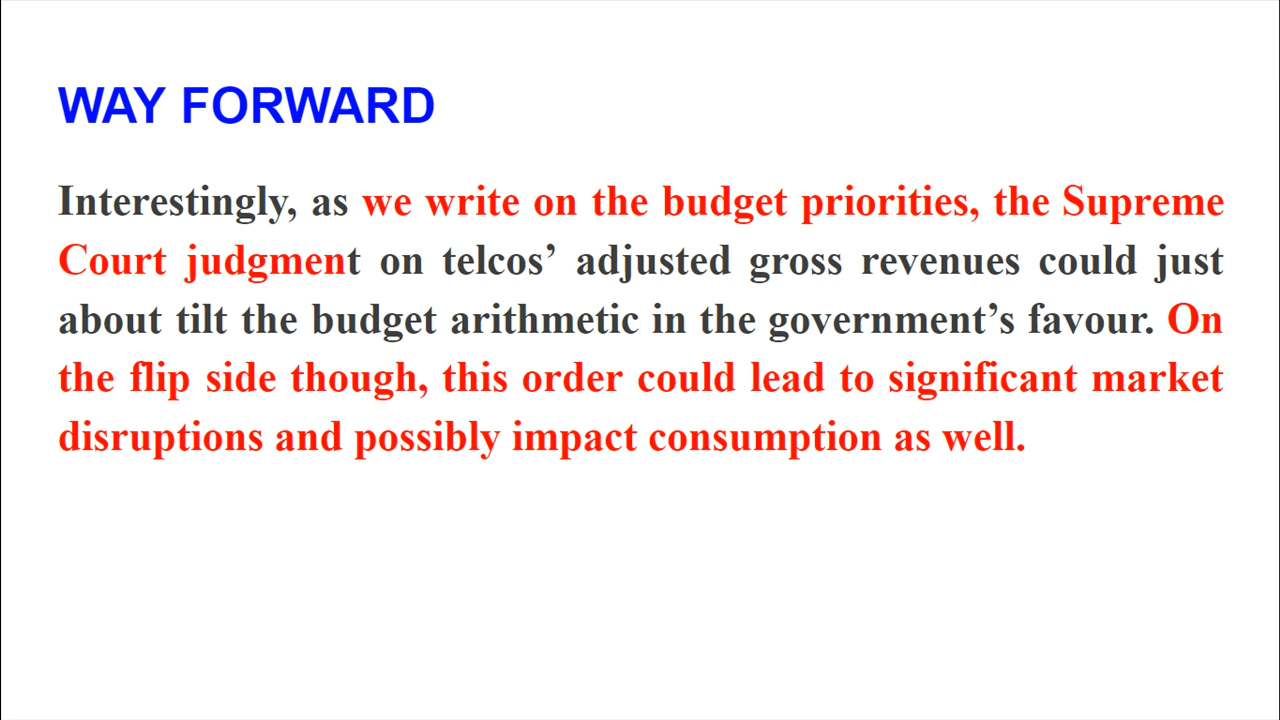 WAY FORWARD
Interestingly, as we write on the budget priorities, the Supreme
Court judgment on telcos’ adjusted gross revenues could just
about tilt the budget arithmetic in the government’s favour. On
the flip side though, this order could lead to significant market
disruptions and possibly impact consumption as well.